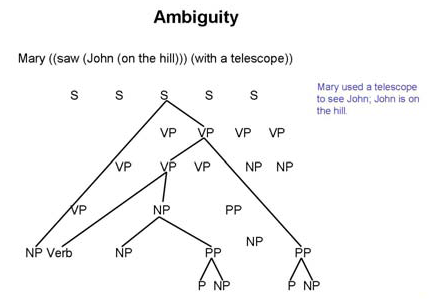 Ambiguity
Mary ((saw (John (on the hill))) (with a telescope))
Mary used a telescope
to see John; John is on
the hill.
S S S S S
VP VP VP VP
VP VP VP NP NP
VP NP PP
NP
NP Verb NP PP PP
P NP P NP